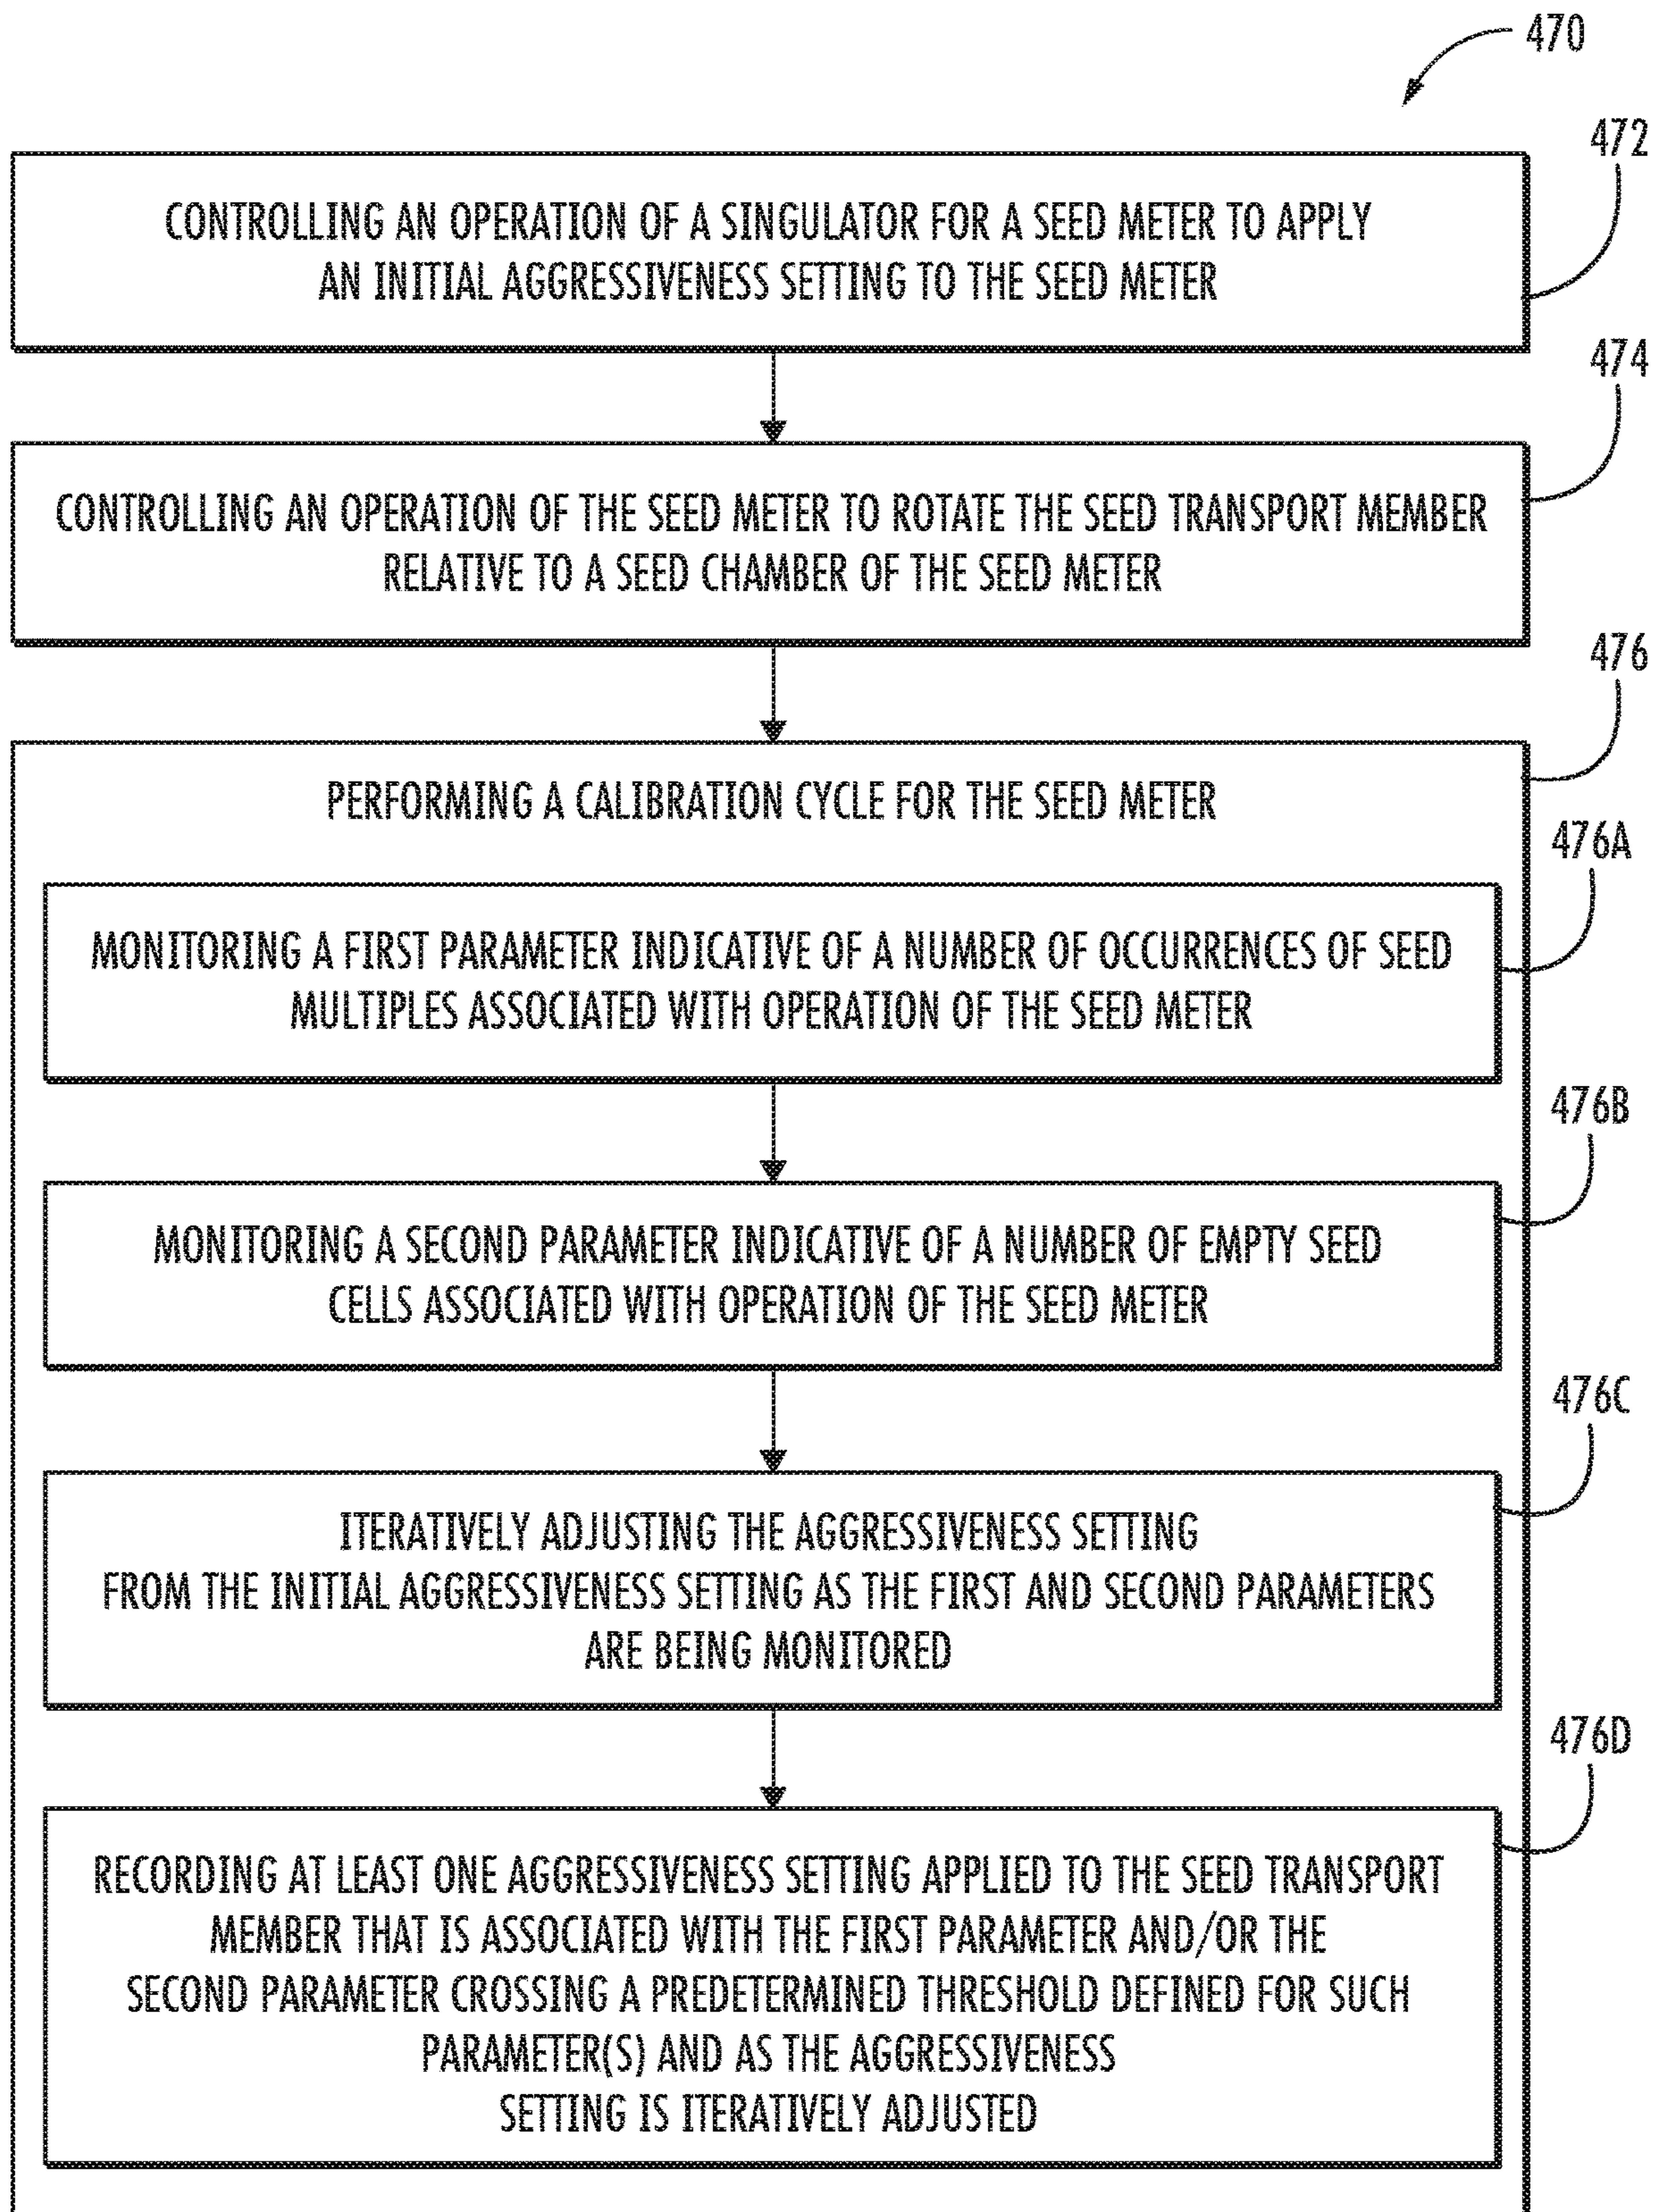 470
472
CONTROLLING AN OPERATION OF A SINGULATOR FOR A SEED METER TO APPLY
AN INITIAL AGGRESSIVENESS SETTING TO THE SEED METER
474
CONTROLLING AN OPERATION OF THE SEED METER TO ROTATE THE SEED TRANSPORT MEMBER
RELATIVE TO A SEED CHAMBER OF THE SEED METER
476
PERFORMING A CALIBRATION CYCLE FOR THE SEED METER
476A
MONITORING A FIRST PARAMETER INDICATIVE OF A NUMBER OF OCCURRENCES OF SEED
MULTIPLES ASSOCIATED WITH OPERATION OF THE SEED METER
476B
MONITORING A SECOND PARAMETER INDICATIVE OF A NUMBER OF EMPTY SEED
CELLS ASSOCIATED WITH OPERATION OF THE SEED METER
476C
ITERATIVELY ADJUSTING THE AGGRESSIVENESS SETTING
FROM THE INITIAL AGGRESSIVENESS SETTING AS THE FIRST AND SECOND PARAMETERS
ARE BEING MONITORED
476D
RECORDING AT LEAST ONE AGGRESSIVENESS SETTING APPLIED TO THE SEED TRANSPORT
MEMBER THAT IS ASSOCIATED WITH THE FIRST PARAMETER AND/OR THE
SECOND PARAMETER CROSSING A PREDETERMINED THRESHOLD DEFINED FOR SUCH
PARAMETER(S) AND AS THE AGGRESSIVENESS
SETTING IS ITERATIVELY ADJUSTED